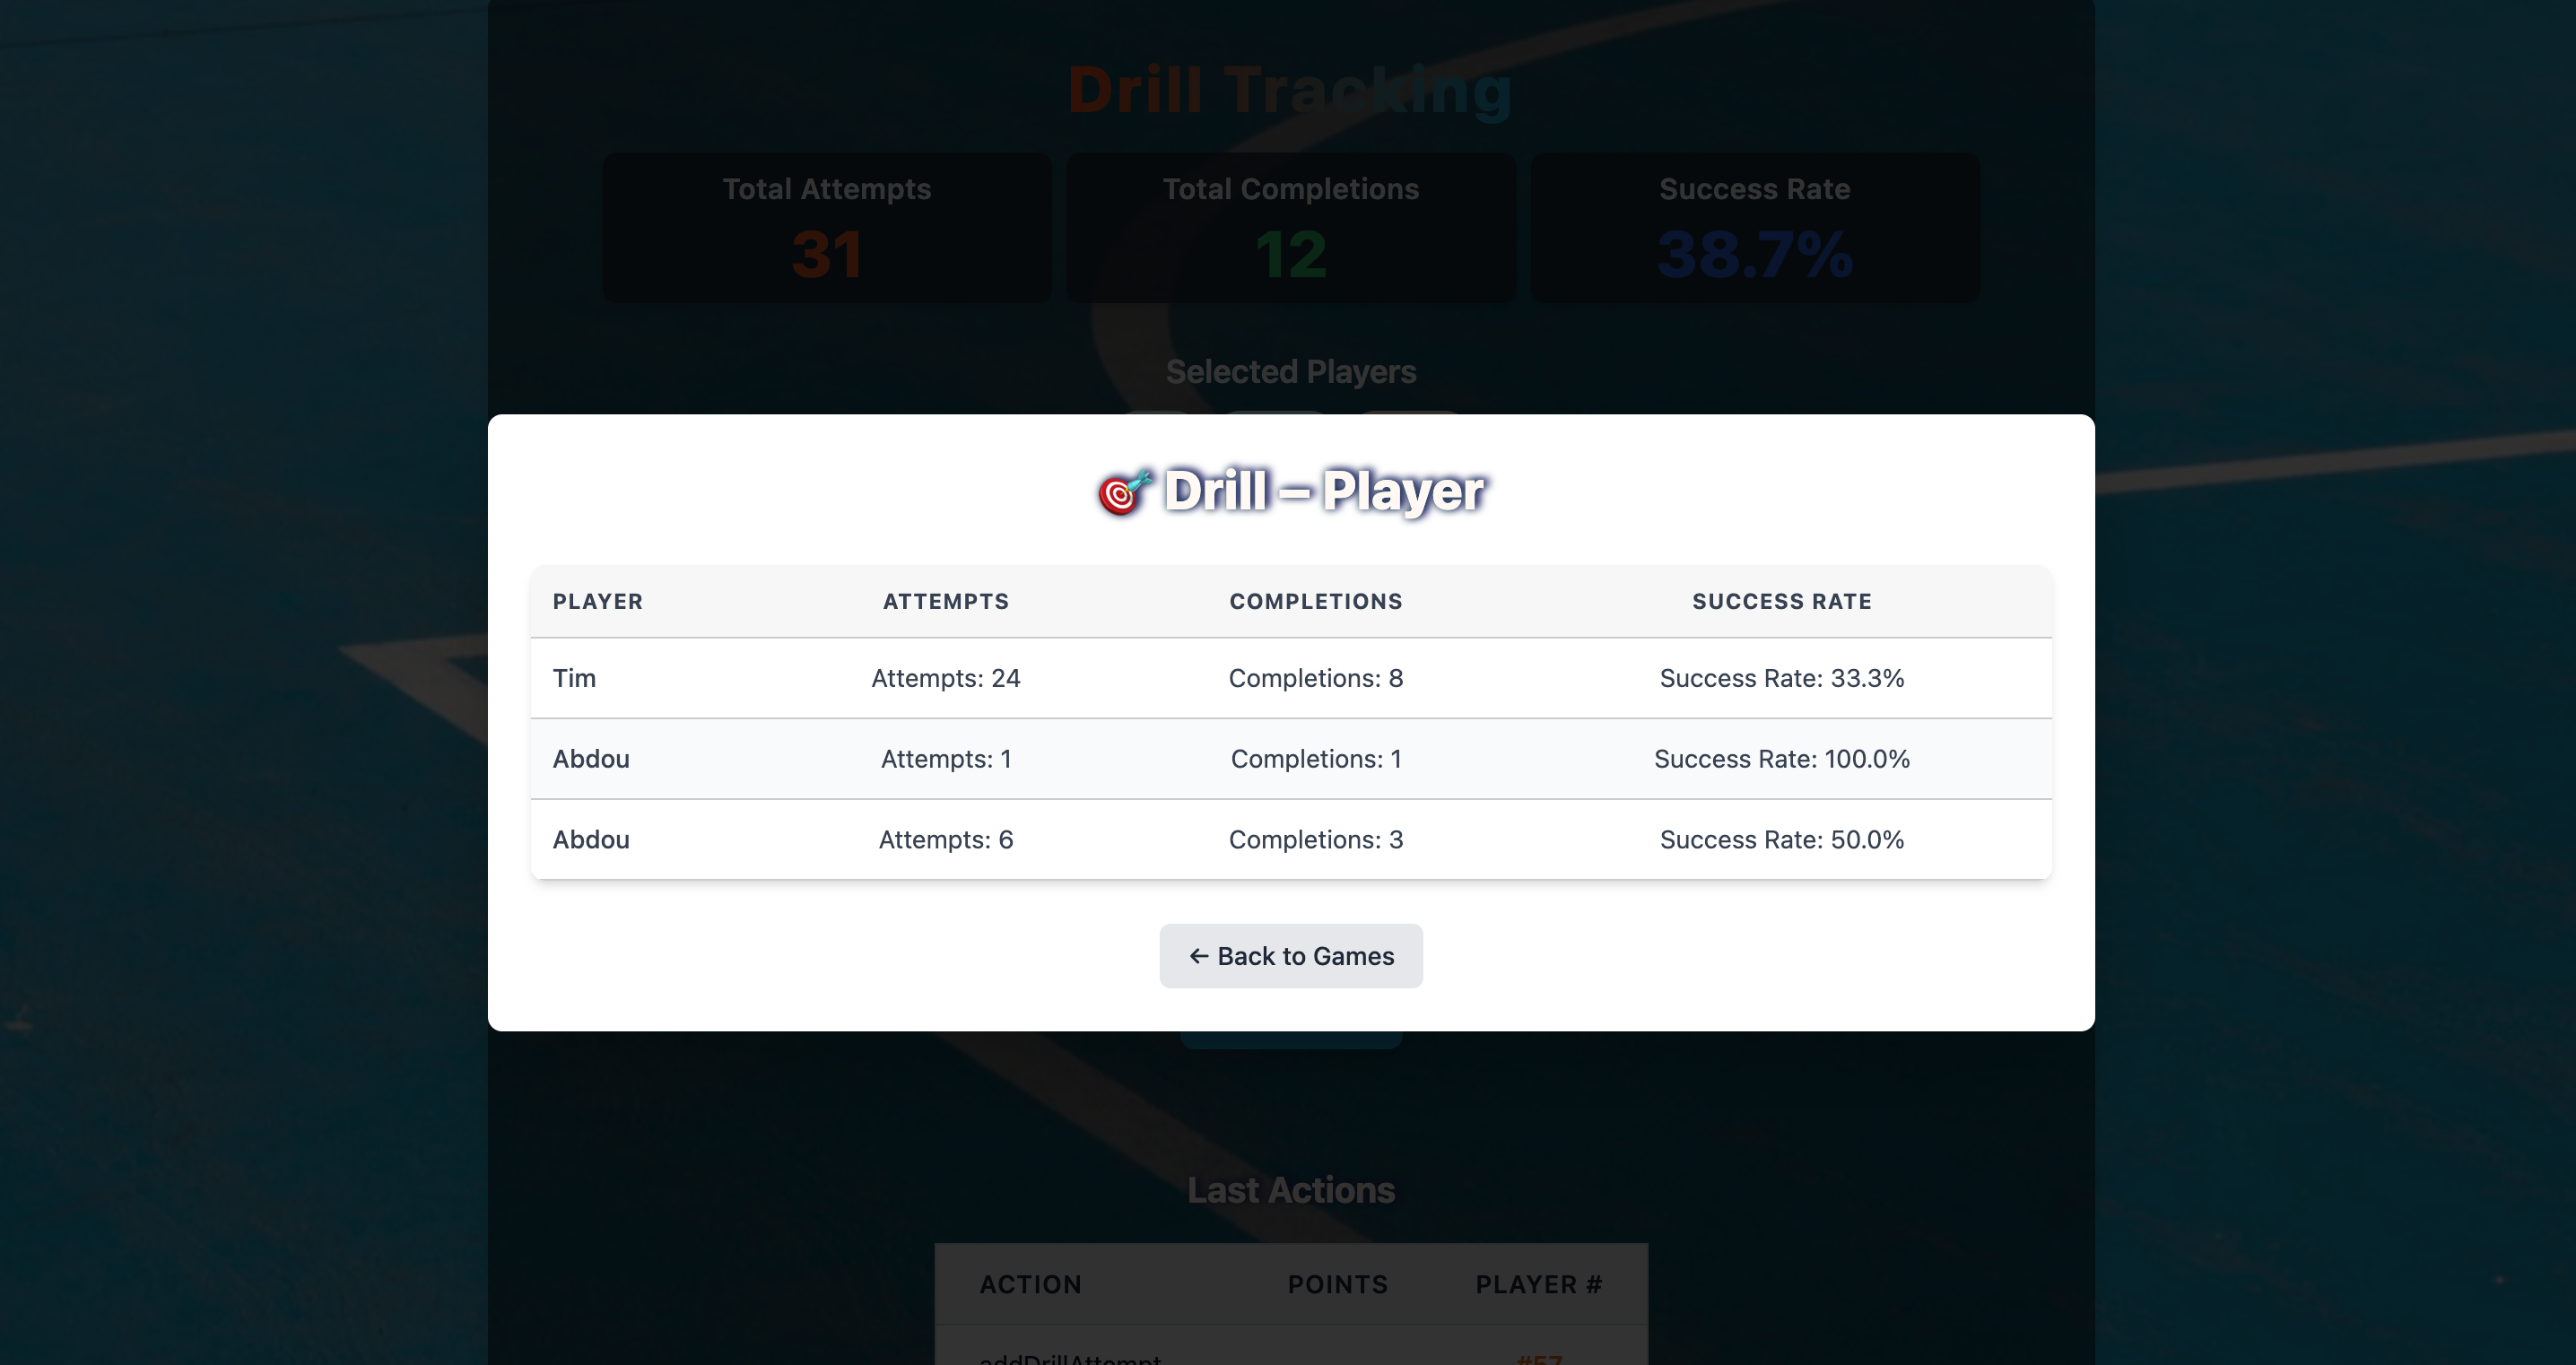 Drill Tracking
Total Attempts
31
Total Completions
12
Success Rate
38.7%
Selected Players
Drill – Player
PLAYER ATTEMPTS COMPLETIONS SUCCESS RATE
Tim Attempts: 24 Completions: 8 Success Rate: 33.3%
Abdou Attempts: 1 Completions: 1 Success Rate: 100.0%
Abdou Attempts: 6 Completions: 3 Success Rate: 50.0%
← Back to Games
Last Actions
ACTION POINTS PLAYER #
addDrillAttempt #57